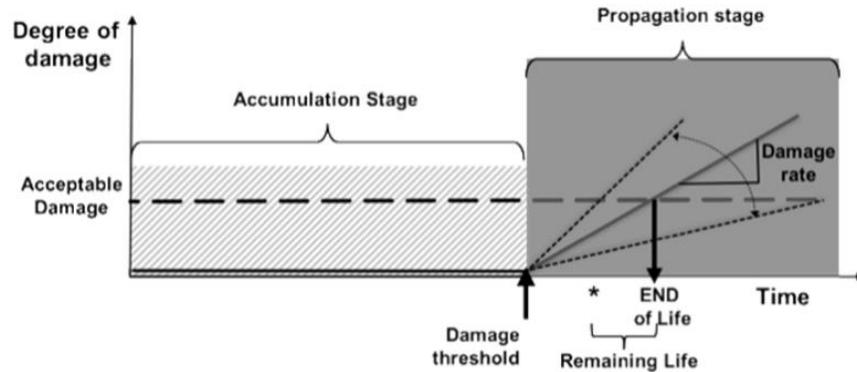 Propagation stage
Degree of
damage
Accumulation Stage
Damage
rate
Acceptable
Damage
*
END
of Life
Time
Damage
threshold
Remaining Life